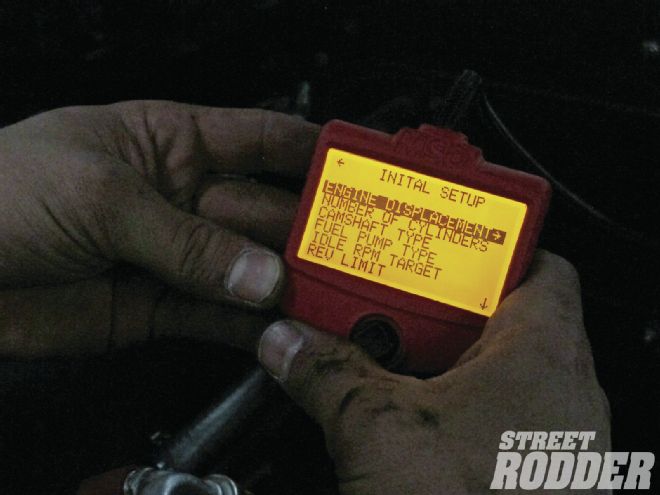 MSD
← INITAL SETUP
ENGINE DISPLACEMENT→
NUMBER OF CYLINDERS
CAMSHAFT TYPE
FUEL PUMP TYPE
IDLE RPM TARGET
REV LIMIT ↓
STREET
RODDER